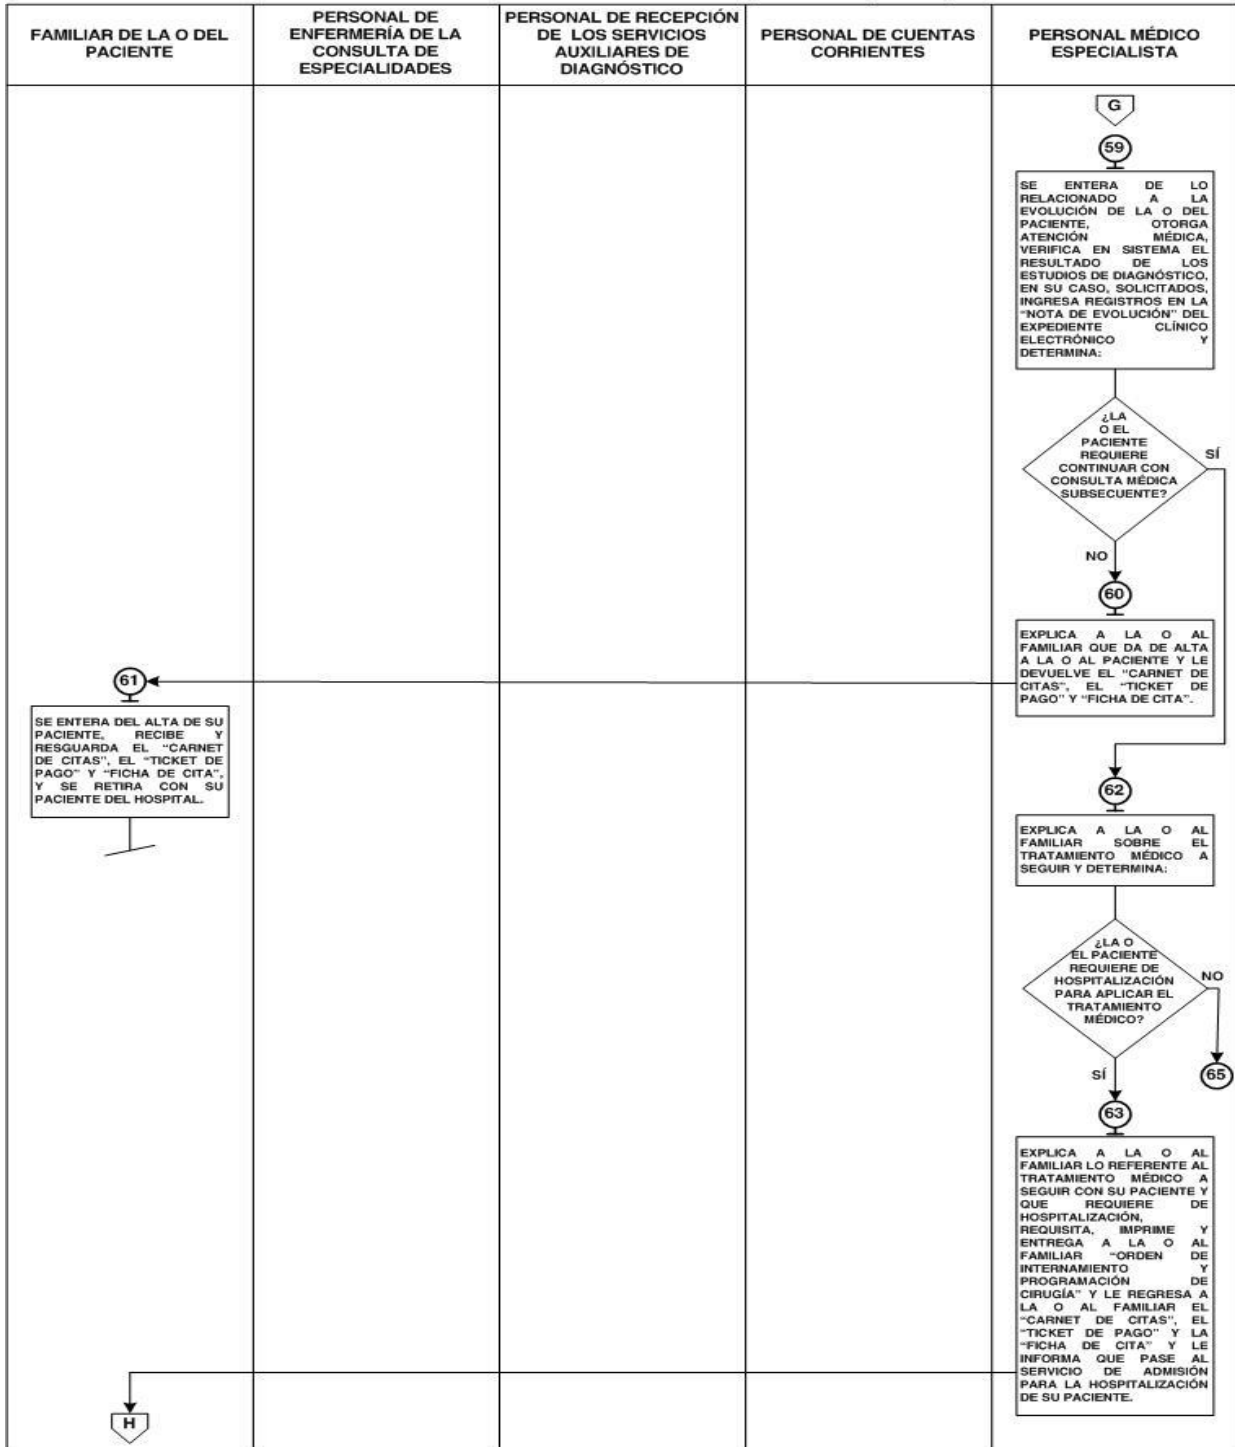 FAMILIAR DE LA O DEL
PACIENTE
PERSONAL DE
ENFERMERÍA DE LA
CONSULTA DE
ESPECIALIDADES
PERSONAL DE RECEPCIÓN
DE LOS SERVICIOS
AUXILIARES DE
DIAGNÓSTICO
PERSONAL DE CUENTAS
CORRIENTES
PERSONAL MÉDICO
ESPECIALISTA
G
59
SE ENTERA DE LO
RELACIONADO A LA
EVOLUCIÓN DE LA O DEL
PACIENTE, OTORGA
ATENCIÓN MÉDICA,
VERIFICA EN SISTEMA EL
RESULTADO DE LOS
ESTUDIOS DE DIAGNÓSTICO,
EN SU CASO, SOLICITADOS,
INGRESA REGISTROS EN LA
“NOTA DE EVOLUCIÓN” DEL
EXPEDIENTE CLÍNICO
ELECTRÓNICO Y
DETERMINA:
¿LA
O EL
PACIENTE
REQUIERE
CONTINUAR CON
CONSULTA MÉDICA
SUBSECUENTE?
SÍ
NO
60
EXPLICA A LA O AL
FAMILIAR QUE DA DE ALTA
A LA O AL PACIENTE Y LE
DEVUELVE EL “CARNET DE
CITAS”, EL “TICKET DE
PAGO” Y “FICHA DE CITA”.
61
SE ENTERA DEL ALTA DE SU
PACIENTE, RECIBE Y
RESGUARDA EL “CARNET
DE CITAS”, EL “TICKET DE
PAGO” Y “FICHA DE CITA”,
Y SE RETIRA CON SU
PACIENTE DEL HOSPITAL.
62
EXPLICA A LA O AL
FAMILIAR SOBRE EL
TRATAMIENTO MÉDICO A
SEGUIR Y DETERMINA:
¿LA O
EL PACIENTE
REQUIERE DE
HOSPITALIZACIÓN
PARA APLICAR EL
TRATAMIENTO
MÉDICO?
NO
65
SÍ
63
EXPLICA A LA O AL
FAMILIAR LO REFERENTE AL
TRATAMIENTO MÉDICO A
SEGUIR CON SU PACIENTE Y
QUE REQUIERE DE
HOSPITALIZACIÓN,
REQUISITA, IMPRIME Y
ENTREGA A LA O AL
FAMILIAR “ORDEN DE
INTERNAMIENTO Y
PROGRAMACIÓN DE
CIRUGÍA” Y LE REGRESA A
LA O AL FAMILIAR EL
“CARNET DE CITAS”, EL
“TICKET DE PAGO” Y LA
“FICHA DE CITA” Y LE
INFORMA QUE PASE AL
SERVICIO DE ADMISIÓN
PARA LA HOSPITALIZACIÓN
DE SU PACIENTE.
H